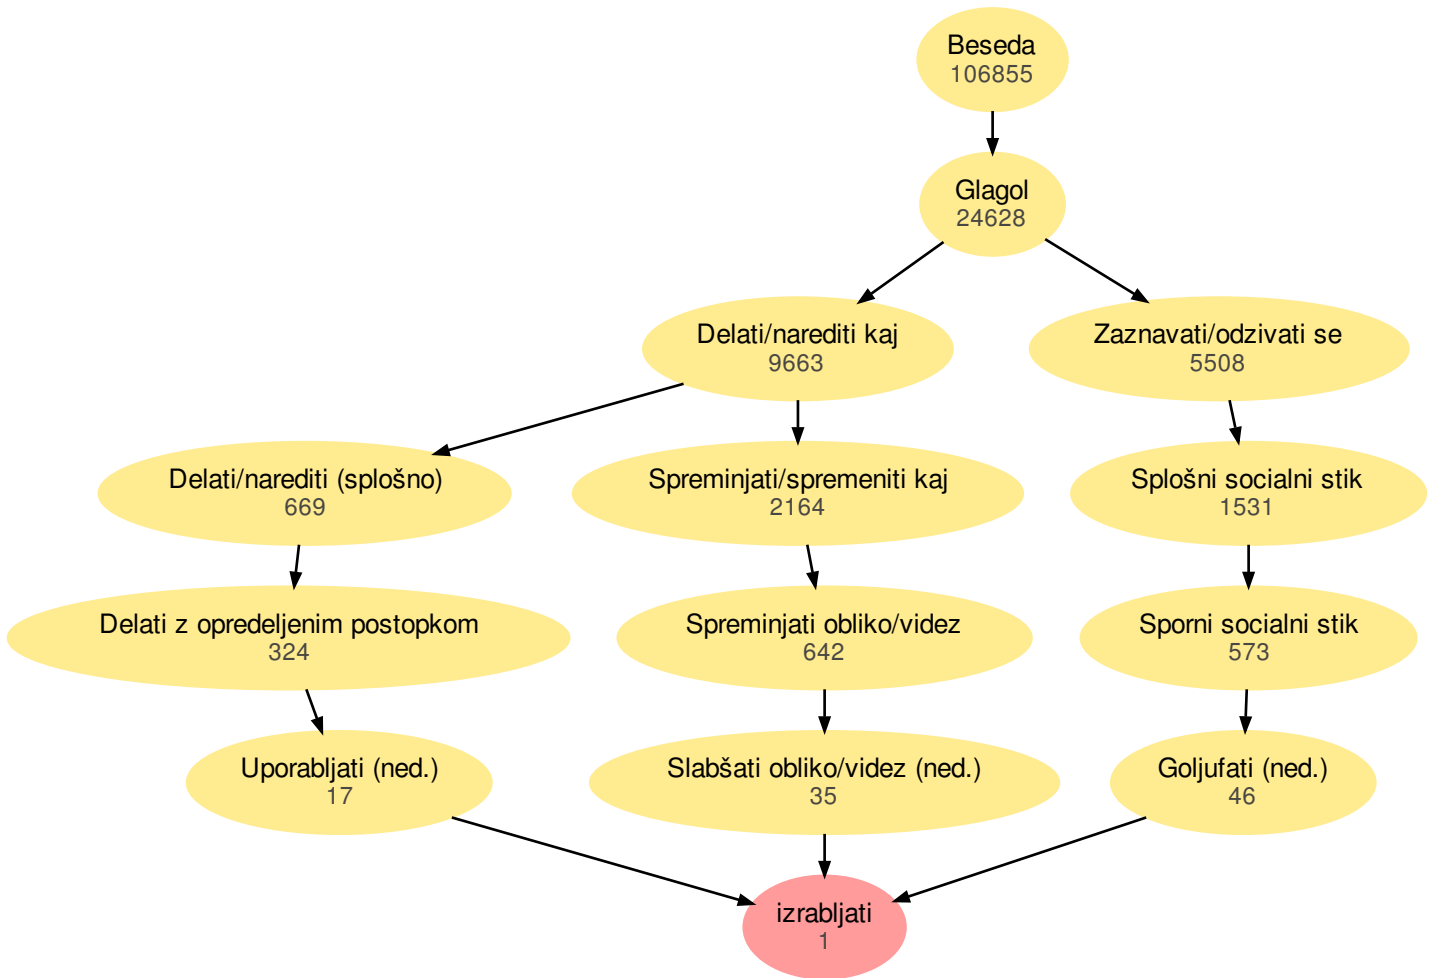 Beseda
106855
Glagol
24628
Delati/narediti kaj
9663
Zaznavati/odzivati se
5508
Delati/narediti (splošno)
669
Spreminjati/spremeniti kaj
2164
Splošni socialni stik
1531
Delati z opredeljenim postopkom
324
Spreminjati obliko/videz
642
Sporni socialni stik
573
Uporabljati (ned.)
17
Slabšati obliko/videz (ned.)
35
Goljufati (ned.)
46
izrabljati
1